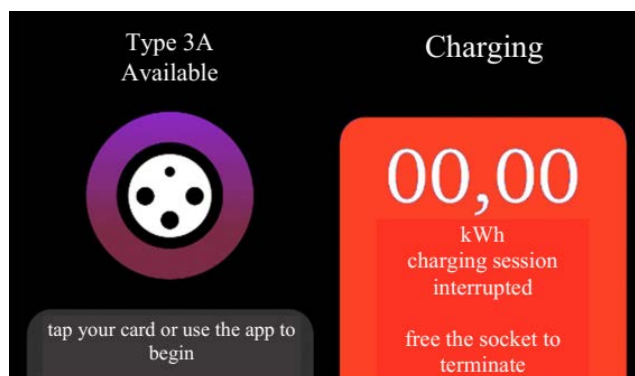 Type 3A
Available
tap your card or use the app to
begin
Charging
00,00
kWh
charging session
interrupted
free the socket to
terminate